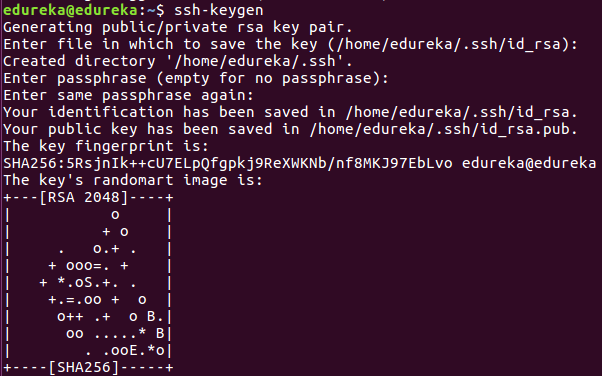 edureka@edureka:~$ ssh-keygen
Generating public/private rsa key pair.
Enter file in which to save the key (/home/edureka/.ssh/id_rsa):
Created directory '/home/edureka/.ssh'.
Enter passphrase (empty for no passphrase):
Enter same passphrase again:
Your identification has been saved in /home/edureka/.ssh/id_rsa.
Your public key has been saved in /home/edureka/.ssh/id_rsa.pub.
The key fingerprint is:
SHA256:5RsjnIk++cU7ELpQfgpkj9ReXWKNb/nf8MKJ97EbLvo edureka@edureka
The key's randomart image is:
+---[RSA 2048]----+
|           o     |
|          + o    |
|     .   o.+ .   |
|    + ooo=. +    |
|   + *.oS.+. .   |
|    +.=.oo +  o  |
|     o++ .+  o B.|
|      oo .....* B|
|        . .ooE.*o|
+----[SHA256]-----+